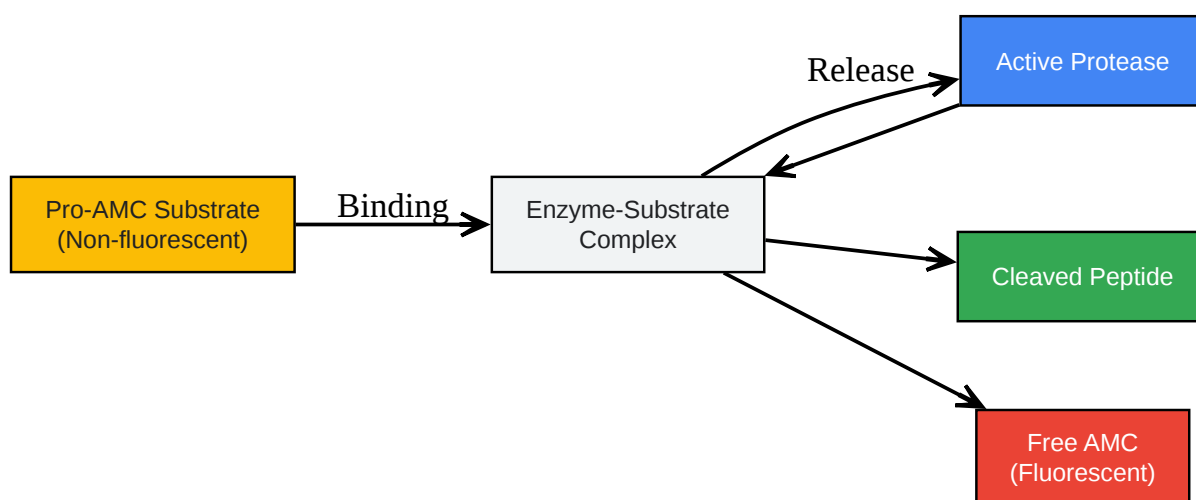 Release
Active Protease
Pro-AMC Substrate
(Non-fluorescent)
Binding
Enzyme-Substrate
Complex
Cleaved Peptide
Free AMC
(Fluorescent)